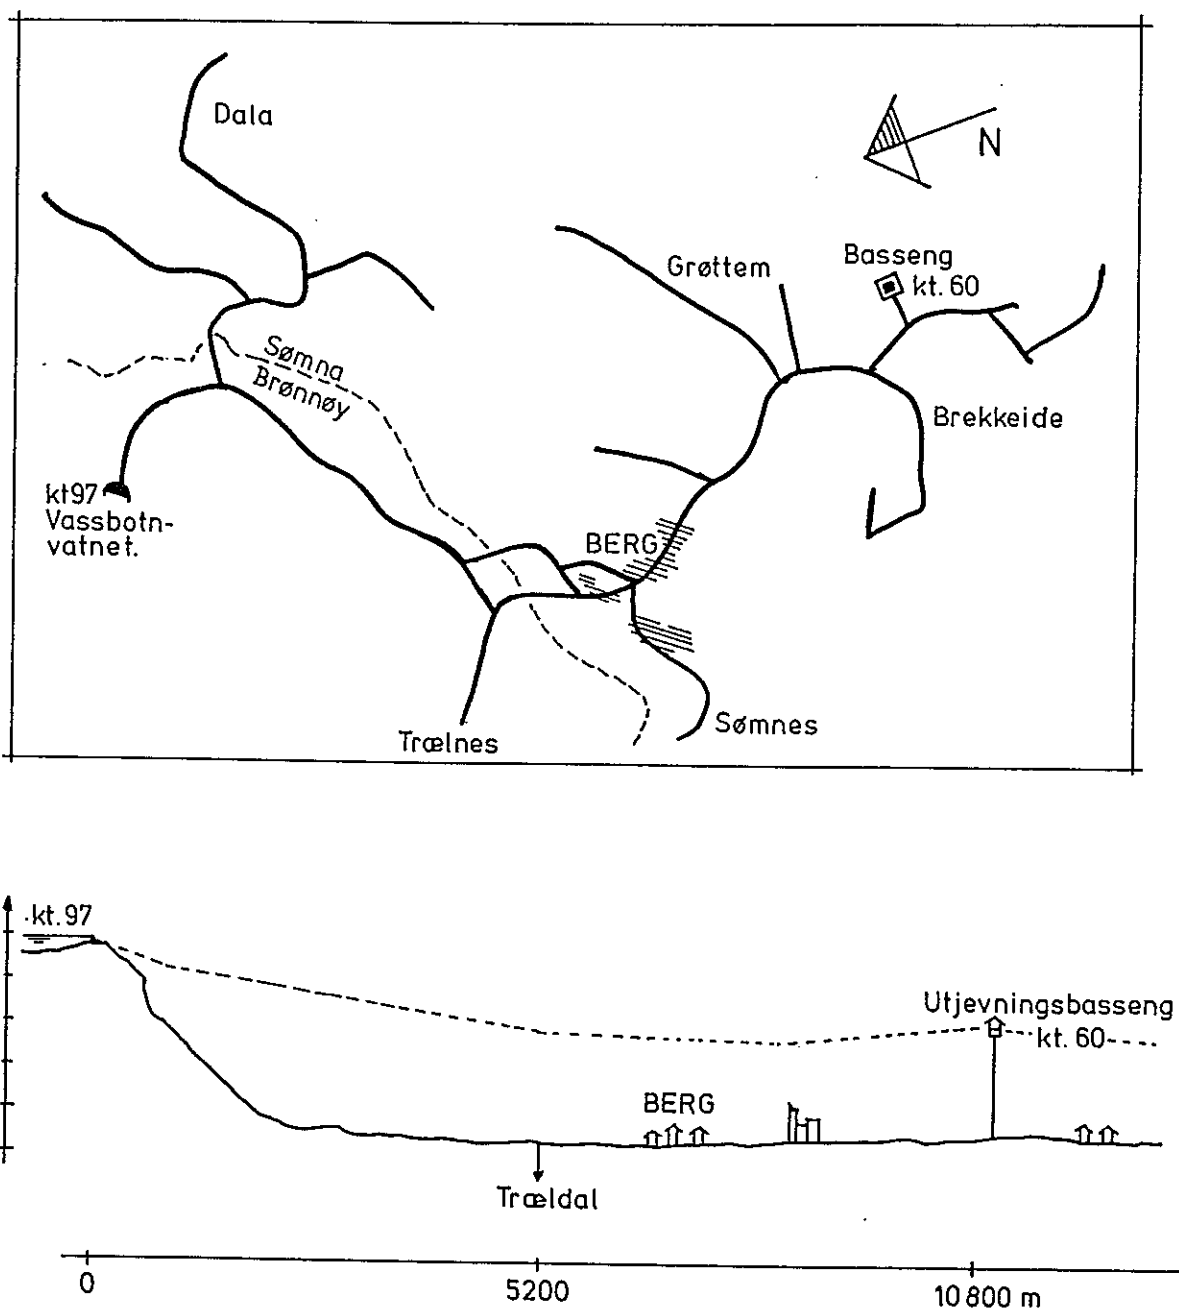 Dala
N
Grøttem
Basseng
kt. 60
Sømna
Brønnøy
Brekkeide
kt97
Vassbotn-
vatnet.
BERG
Trælnes
Sømnes
kt. 97
Utjevningsbasseng
kt. 60
BERG
Trældal
0
5200
10 800 m